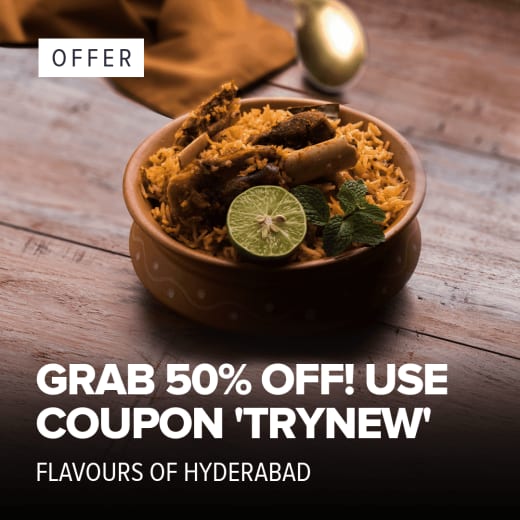 OFFER
GRAB 50% OFF! USE
COUPON 'TRYNEW'
FLAVOURS OF HYDERABAD